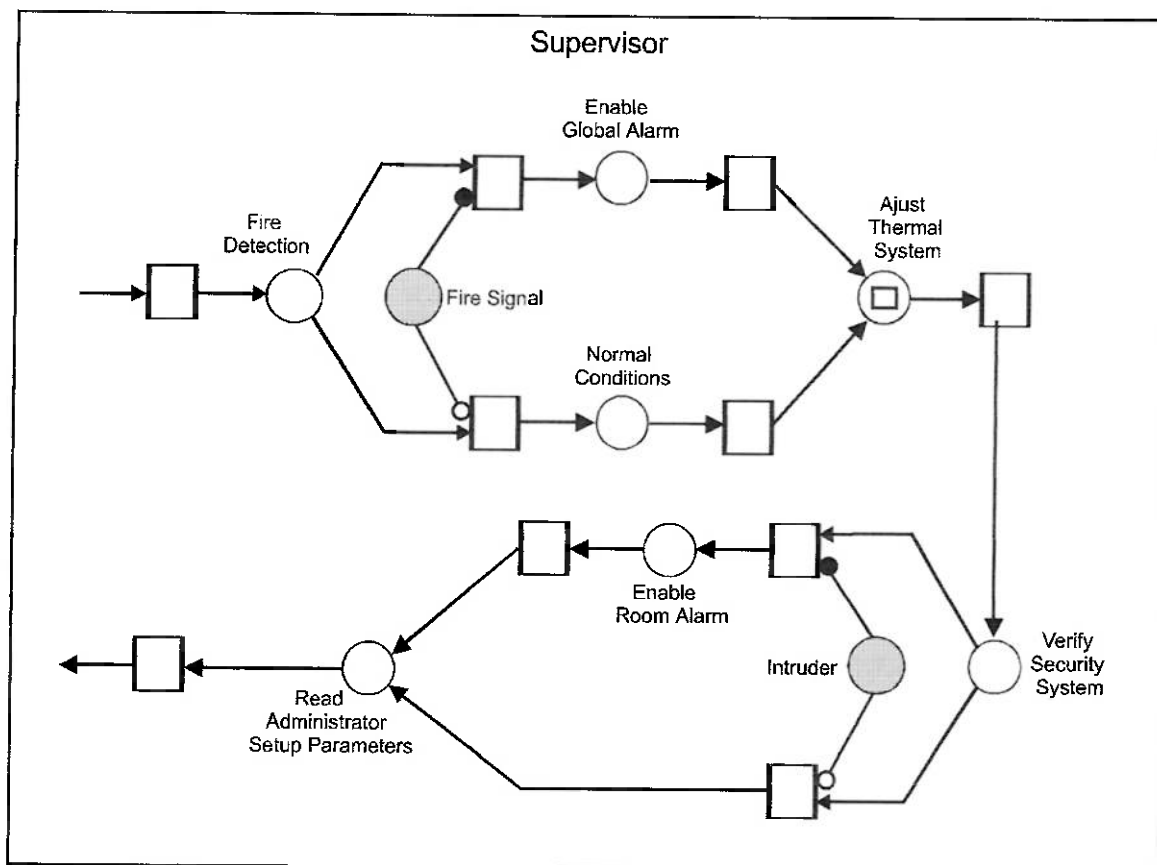 Supervisor
Enable
Global Alarm
Fire
Detection
Ajust
Thermal
System
Fire Signal
Normal
Conditions
Enable
Room Alarm
Intruder
Verify
Security
System
Read
Administrator
Setup Parameters